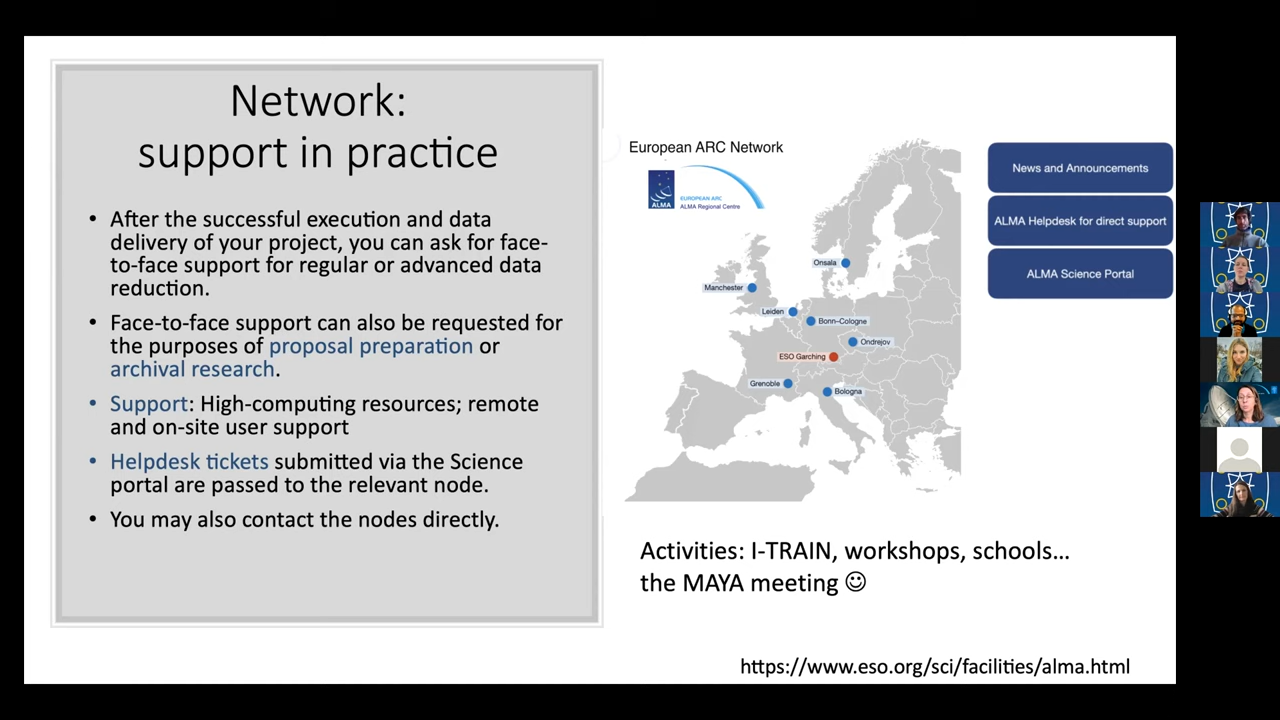 Network:
support in practice
• After the successful execution and data
delivery of your project, you can ask for face-
to-face support for regular or advanced data
reduction.
• Face-to-face support can also be requested for
the purposes of proposal preparation or
archival research.
• Support: High-computing resources; remote
and on-site user support
• Helpdesk tickets submitted via the Science
portal are passed to the relevant node.
• You may also contact the nodes directly.
European ARC Network
ALMA
EUROPEAN ARC
ALMA Regional Centre
Onsala
Manchester
Leiden
Bonn–Cologne
Ondrejov
ESO Garching
Grenoble
Bologna
News and Announcements
ALMA Helpdesk for direct support
ALMA Science Portal
Activities: I-TRAIN, workshops, schools…
the MAYA meeting ☺
https://www.eso.org/sci/facilities/alma.html